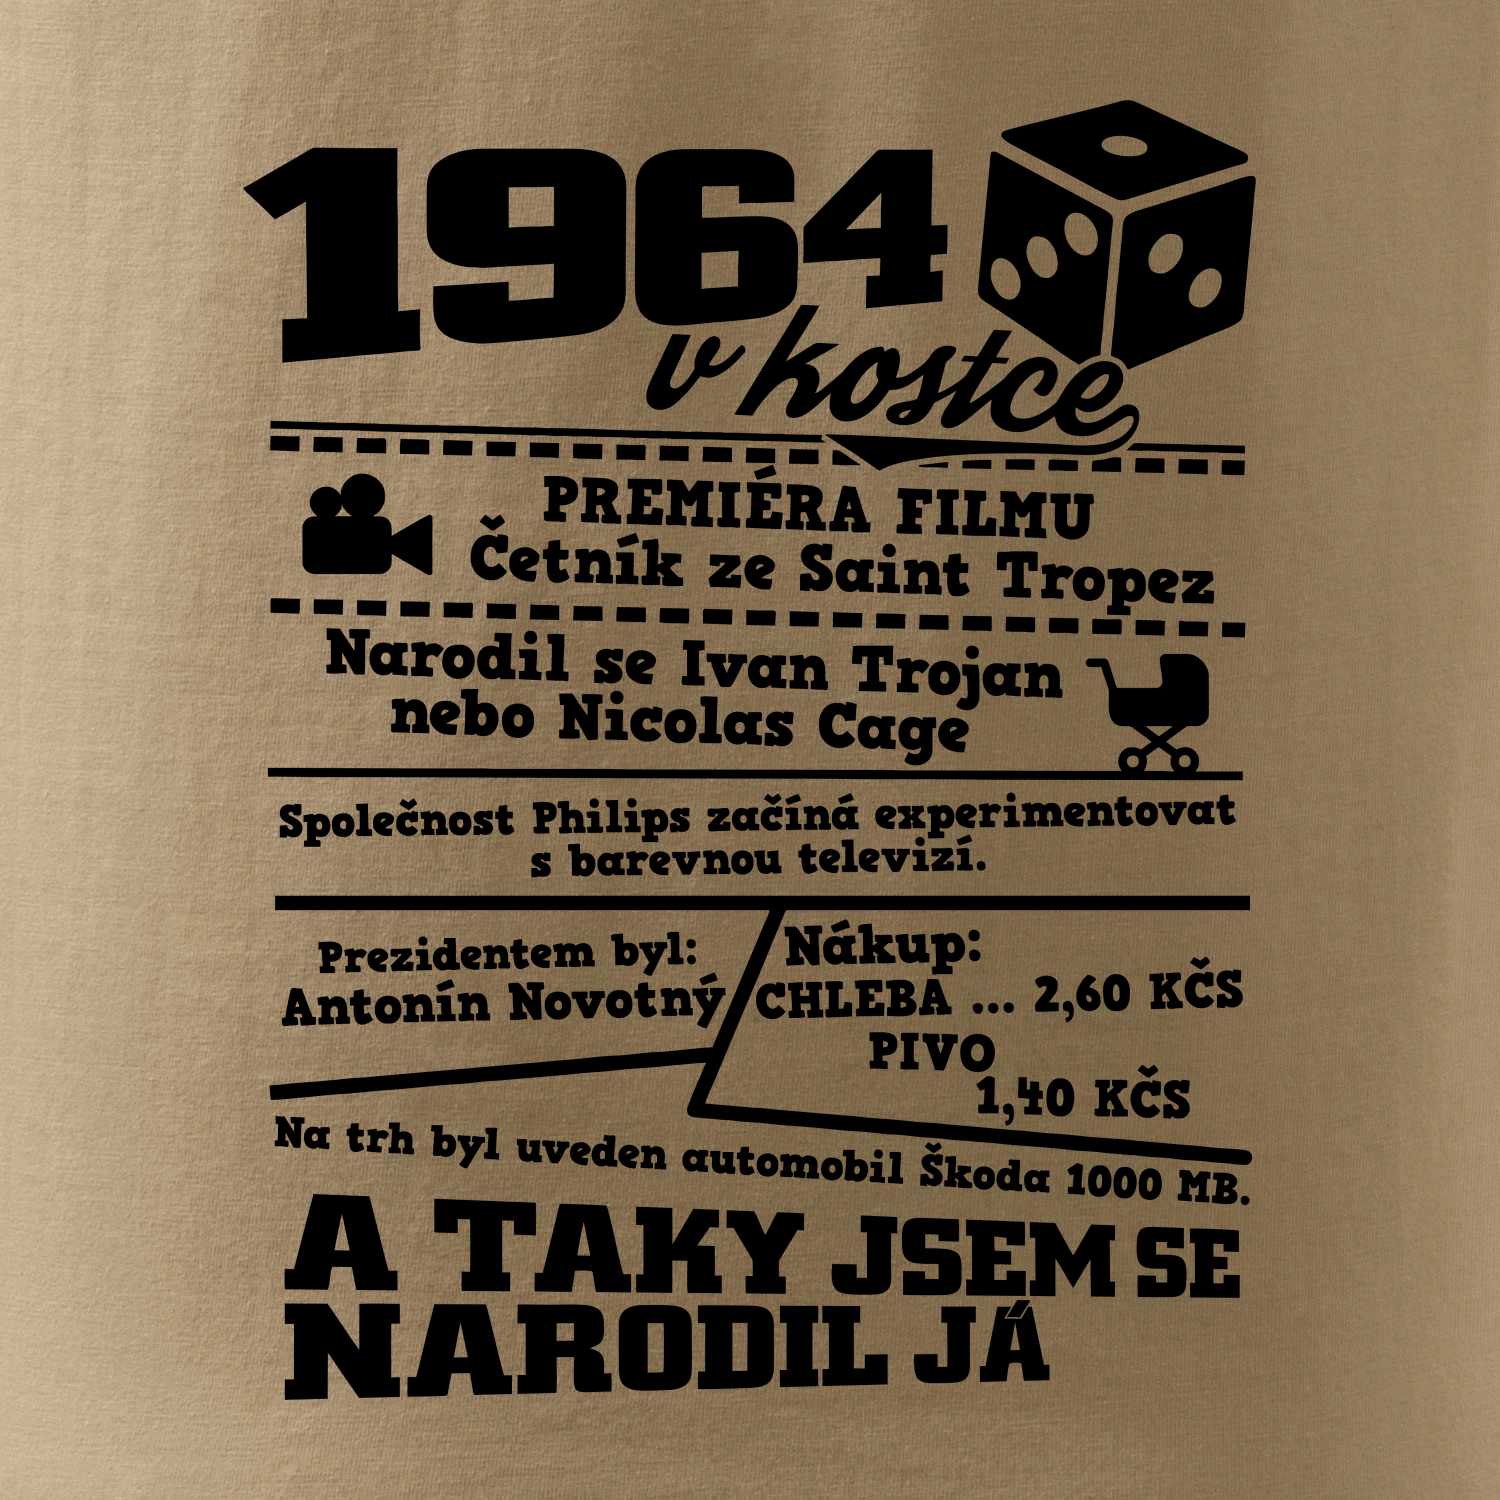 1964
v kostce
PREMIÉRA FILMU
Četník ze Saint Tropez
Narodil se Ivan Trojan
nebo Nicolas Cage
Společnost Philips začíná experimentovat
s barevnou televizí.
Prezidentem byl:
Antonín Novotný
Nákup:
CHLEBA ... 2,60 KČS
PIVO
1,40 KČS
Na trh byl uveden automobil Škoda 1000 MB.
A TAKY JSEM SE
NARODIL JÁ